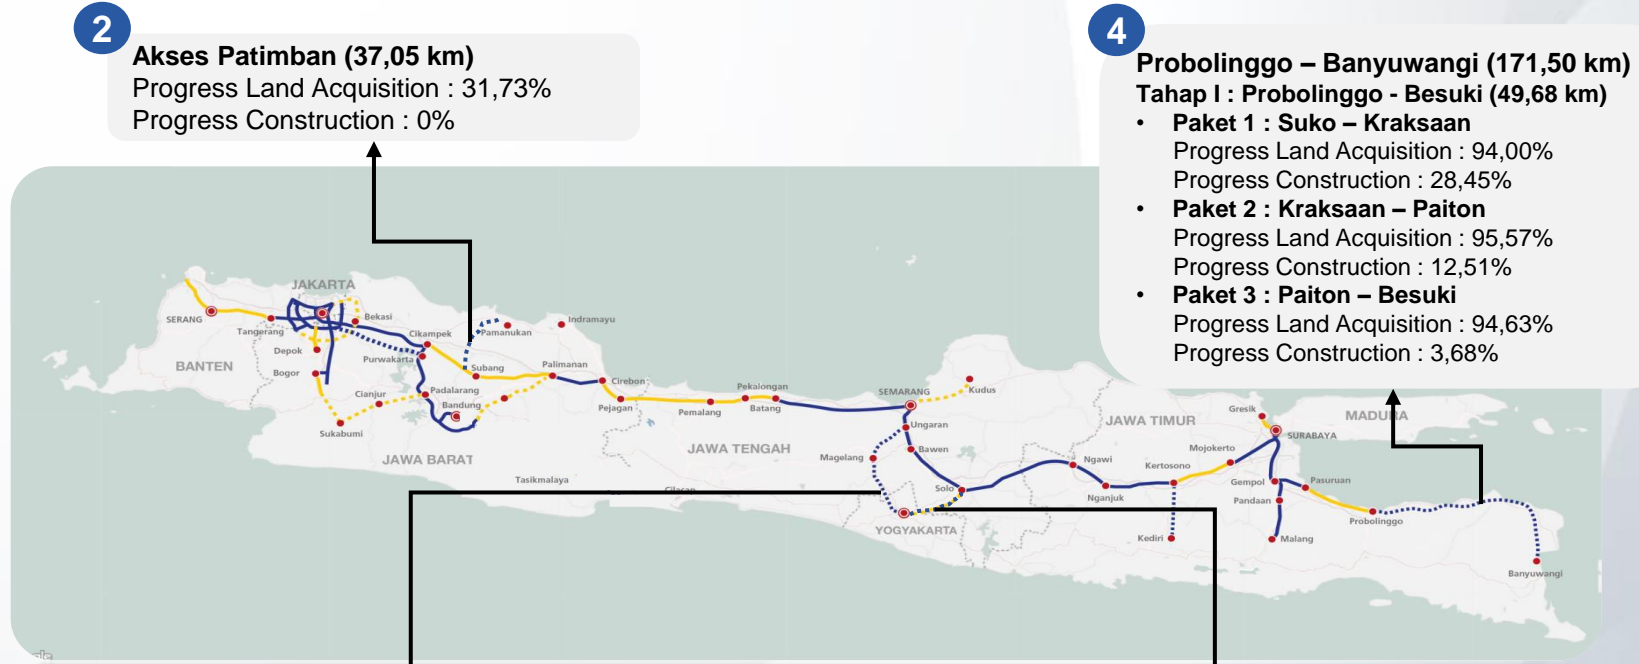 2
Akses Patimban (37,05 km)
Progress Land Acquisition : 31,73%
Progress Construction : 0%
4
Probolinggo – Banyuwangi (171,50 km)
Tahap I : Probolinggo - Besuki (49,68 km)
• Paket 1 : Suko – Kraksaan
Progress Land Acquisition : 94,00%
Progress Construction : 28,45%
• Paket 2 : Kraksaan – Paiton
Progress Land Acquisition : 95,57%
Progress Construction : 12,51%
• Paket 3 : Paiton – Besuki
Progress Land Acquisition : 94,63%
Progress Construction : 3,68%
JAKARTA
SERANG
Tangerang
Bekasi
Cikampek
Pamanukan
Indramayu
Depok
Purwakarta
BANTEN
Bogor
Subang
Palimanan
Cianjur
Padalarang
Bandung
Cirebon
Sukabumi
Pejagan
Pemalang
Pekalongan
Batang
SEMARANG
Kudus
JAWA BARAT
Tasikmalaya
JAWA TENGAH
Cilacap
Ungaran
Magelang
Bawen
Solo
YOGYAKARTA
JAWA TIMUR
Ngawi
Nganjuk
Kertosono
Kediri
Mojokerto
Gresik
SURABAYA
MADURA
Gempol
Pasuruan
Pandaan
Malang
Probolinggo
Banyuwangi